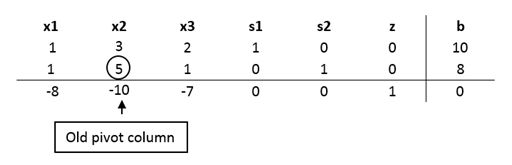 x1 x2 x3 s1 s2 z b
1 3 2 1 0 0 10
1 5 1 0 1 0 8
-8 -10 -7 0 0 1 0
Old pivot column